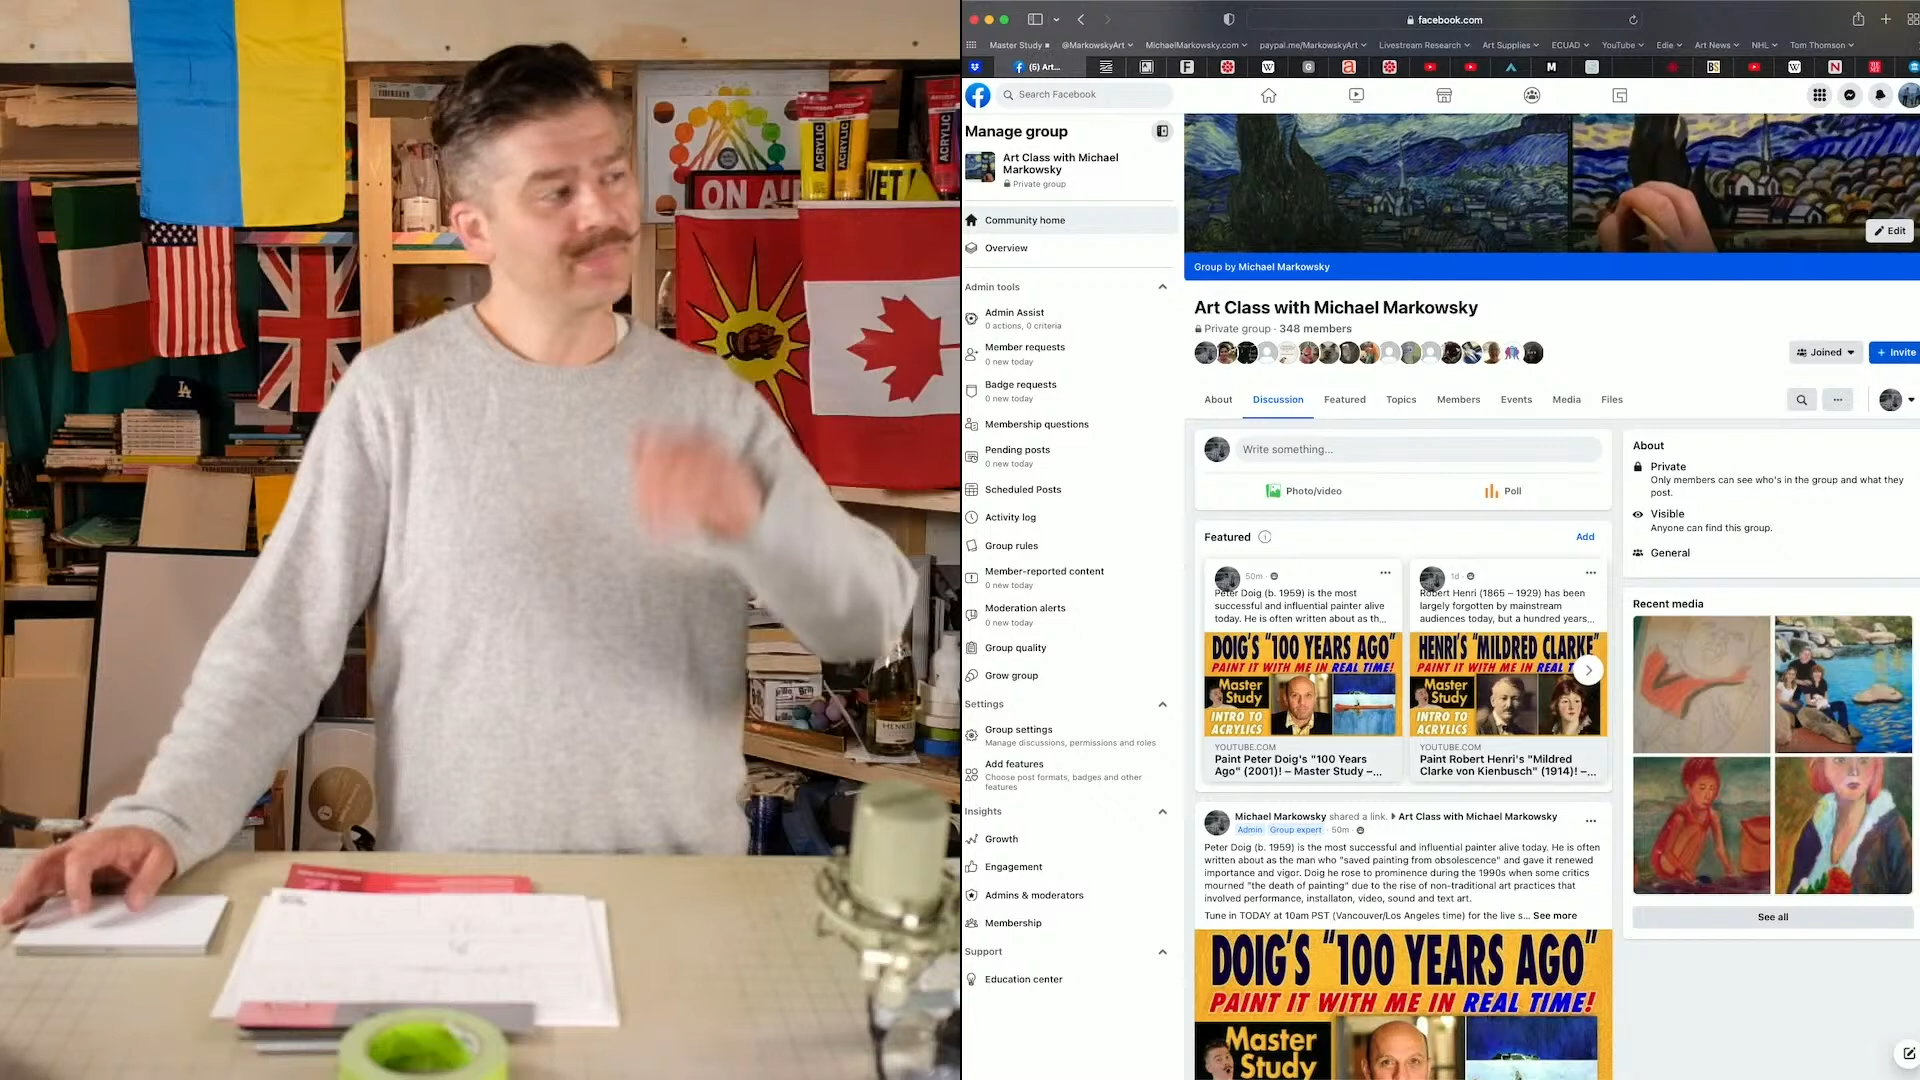 ACRYLIC
ACRYLIC
ACRYLIC
ON AI
WET!
LA
HENKEL
facebook.com
Master Study
@MarkowskyArt
MichaelMarkowsky.com
paypal.me/MarkowskyArt
Livestream Research
Art Supplies
ECUAD
YouTube
Edie
Art News
NHL
Tom Thomson
(5) Art...
Search Facebook
Manage group
Art Class with Michael
Markowsky
Private group
Community home
Overview
Admin tools
Admin Assist
0 actions, 0 criteria
Member requests
0 new today
Badge requests
0 new today
Membership questions
Pending posts
0 new today
Scheduled Posts
Activity log
Group rules
Member-reported content
0 new today
Moderation alerts
0 new today
Group quality
Grow group
Settings
Group settings
Manage discussions, permissions and roles
Add features
Choose post formats, badges and other
features
Insights
Growth
Engagement
Admins & moderators
Membership
Support
Education center
Edit
Group by Michael Markowsky
Art Class with Michael Markowsky
Private group · 348 members
Joined
+ Invite
About
Discussion
Featured
Topics
Members
Events
Media
Files
Write something...
Photo/video
Poll
Featured
Add
50m
Peter Doig (b. 1959) is the most
successful and influential painter alive
today. He is often written about as th...
DOIG'S "100 YEARS AGO"
PAINT IT WITH ME IN REAL TIME!
Master
Study
INTRO TO
ACRYLICS
YOUTUBE.COM
Paint Peter Doig's "100 Years
Ago" (2001)! – Master Study –...
1d
Robert Henri (1865 – 1929) has been
largely forgotten by mainstream
audiences today, but a hundred years...
HENRI'S "MILDRED CLARKE"
PAINT IT WITH ME IN REAL T
Master
Study
INTRO TO
ACRYLICS
YOUTUBE.COM
Paint Robert Henri's "Mildred
Clarke von Kienbusch" (1914)! –...
Michael Markowsky shared a link. Art Class with Michael Markowsky
Admin Group expert · 50m
Peter Doig (b. 1959) is the most successful and influential painter alive today. He is often
written about as the man who "saved painting from obsolescence" and gave it renewed
importance and vigor. Doig he rose to prominence during the 1990s when some critics
mourned "the death of painting" due to the rise of non-traditional art practices that
involved performance, installaton, video, sound and text art.
Tune in TODAY at 10am PST (Vancouver/Los Angeles time) for the live s... See more
DOIG'S "100 YEARS AGO"
PAINT IT WITH ME IN REAL TIME!
Master
Study
About
Private
Only members can see who's in the group and what they
post.
Visible
Anyone can find this group.
General
Recent media
See all